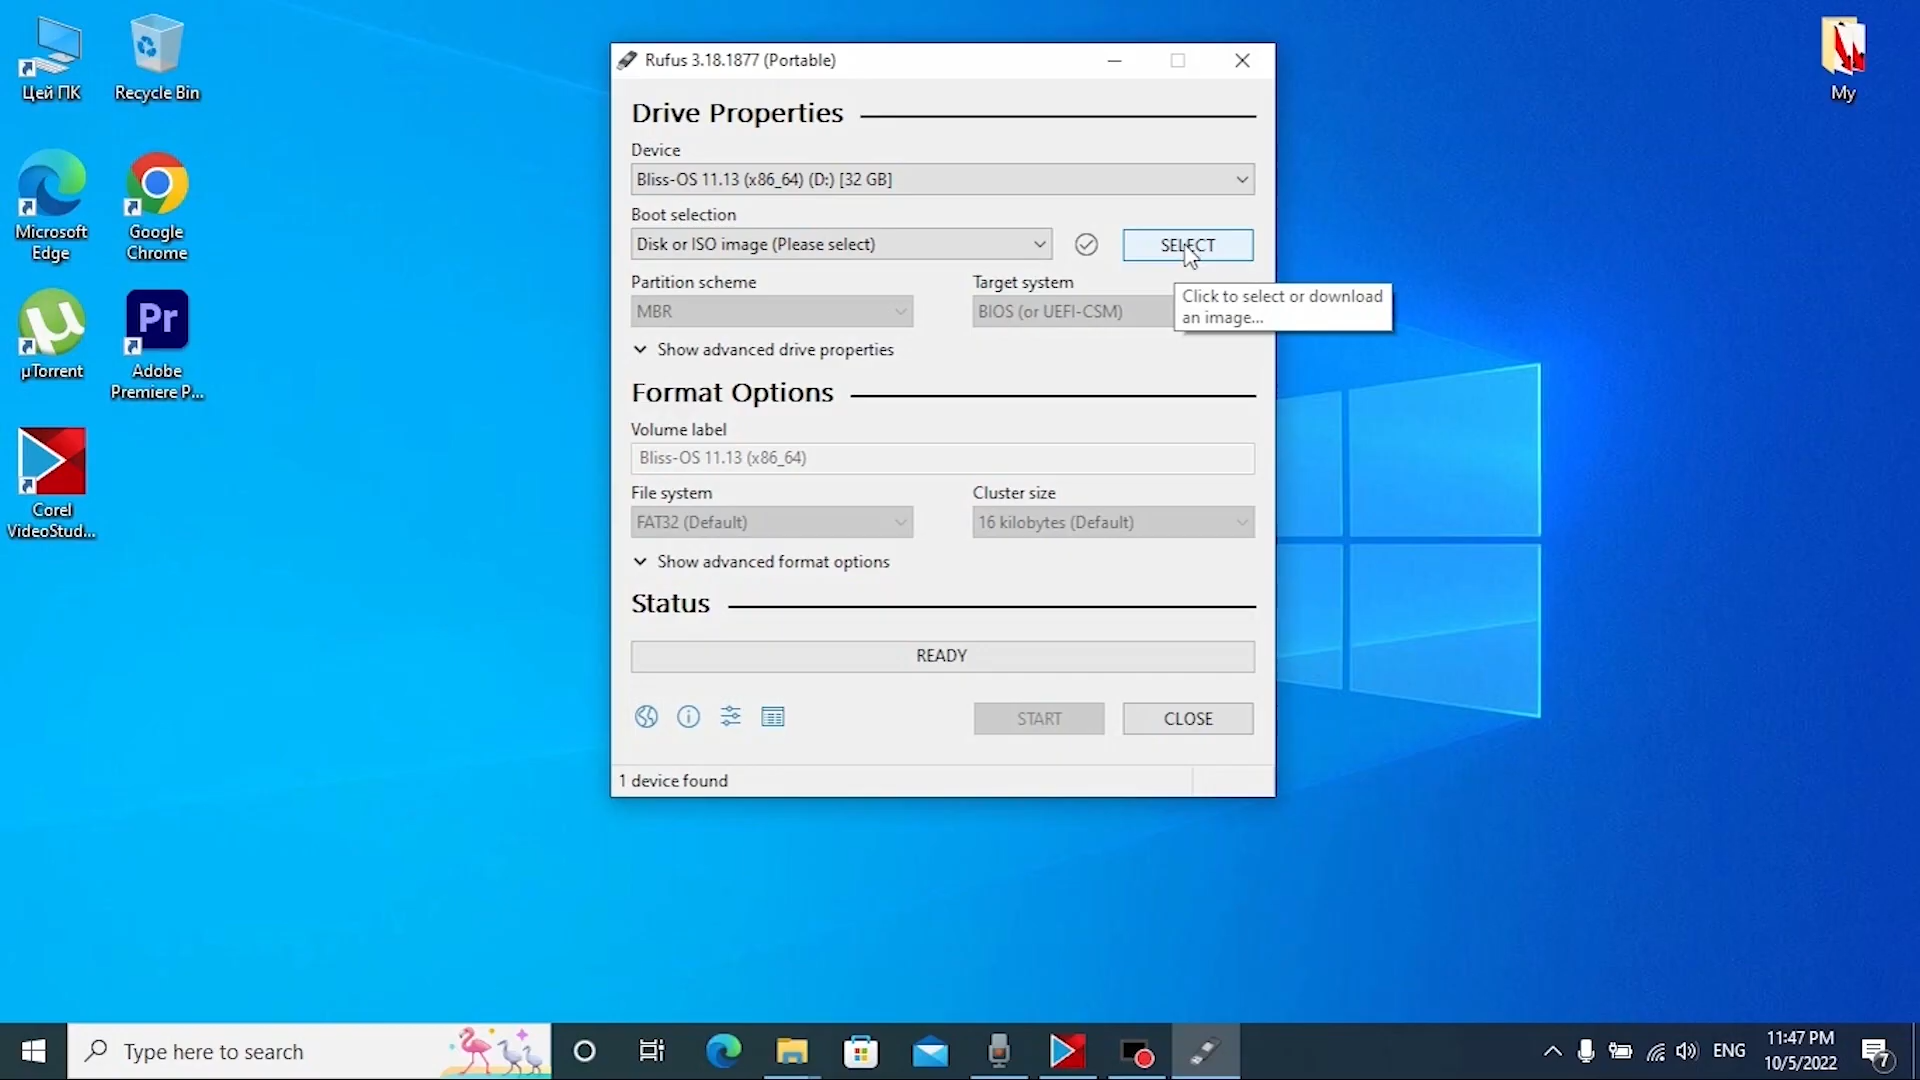 Цей ПК
Recycle Bin
Microsoft
Edge
Google
Chrome
µTorrent
Pr
Adobe
Premiere P...
Corel
VideoStud...
My
Rufus 3.18.1877 (Portable)
Drive Properties
Device
Bliss-OS 11.13 (x86_64) (D:) [32 GB]
Boot selection
Disk or ISO image (Please select)
SELECT
Partition scheme
Target system
MBR
BIOS (or UEFI-CSM)
Click to select or download
an image...
Show advanced drive properties
Format Options
Volume label
Bliss-OS 11.13 (x86_64)
File system
Cluster size
FAT32 (Default)
16 kilobytes (Default)
Show advanced format options
Status
READY
START
CLOSE
1 device found
Type here to search
ENG
11:47 PM
10/5/2022
7